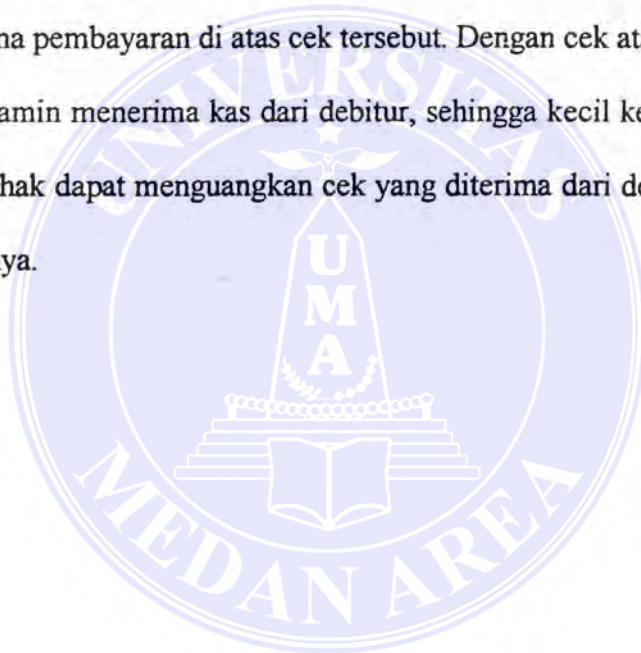 na pembayaran di atas cek tersebut. Dengan cek at
amin menerima kas dari debitur, sehingga kecil ke
hak dapat menguangkan cek yang diterima dari de
ya.
UNIVERSITAS
U
M
A
MEDAN AREA